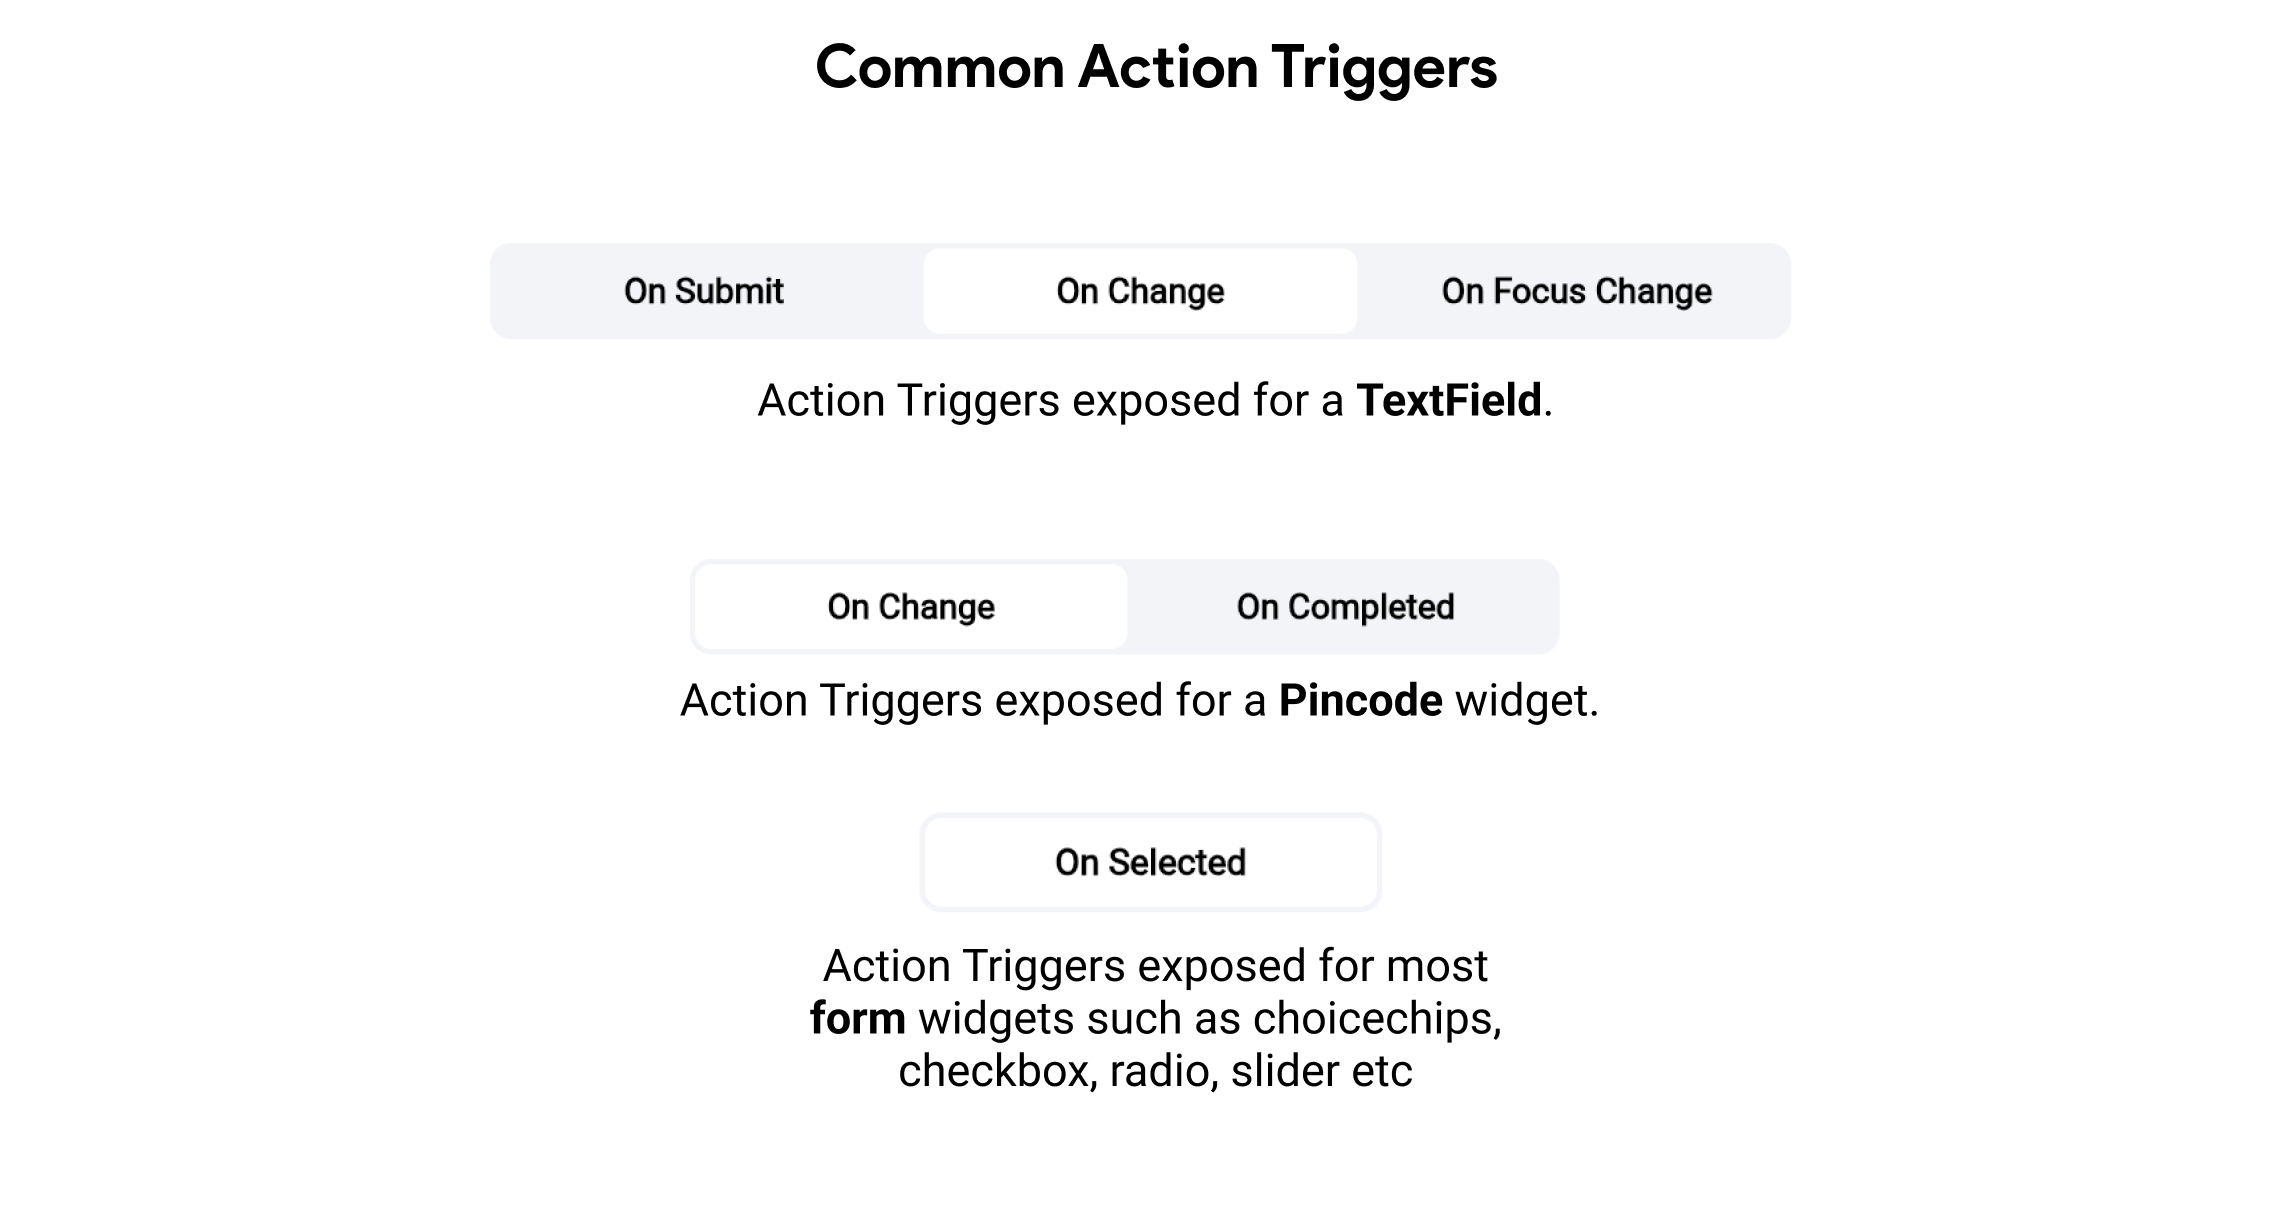 Common Action Triggers
On Submit On Change On Focus Change
Action Triggers exposed for a TextField.
On Change On Completed
Action Triggers exposed for a Pincode widget.
On Selected
Action Triggers exposed for most
form widgets such as choicechips,
checkbox, radio, slider etc